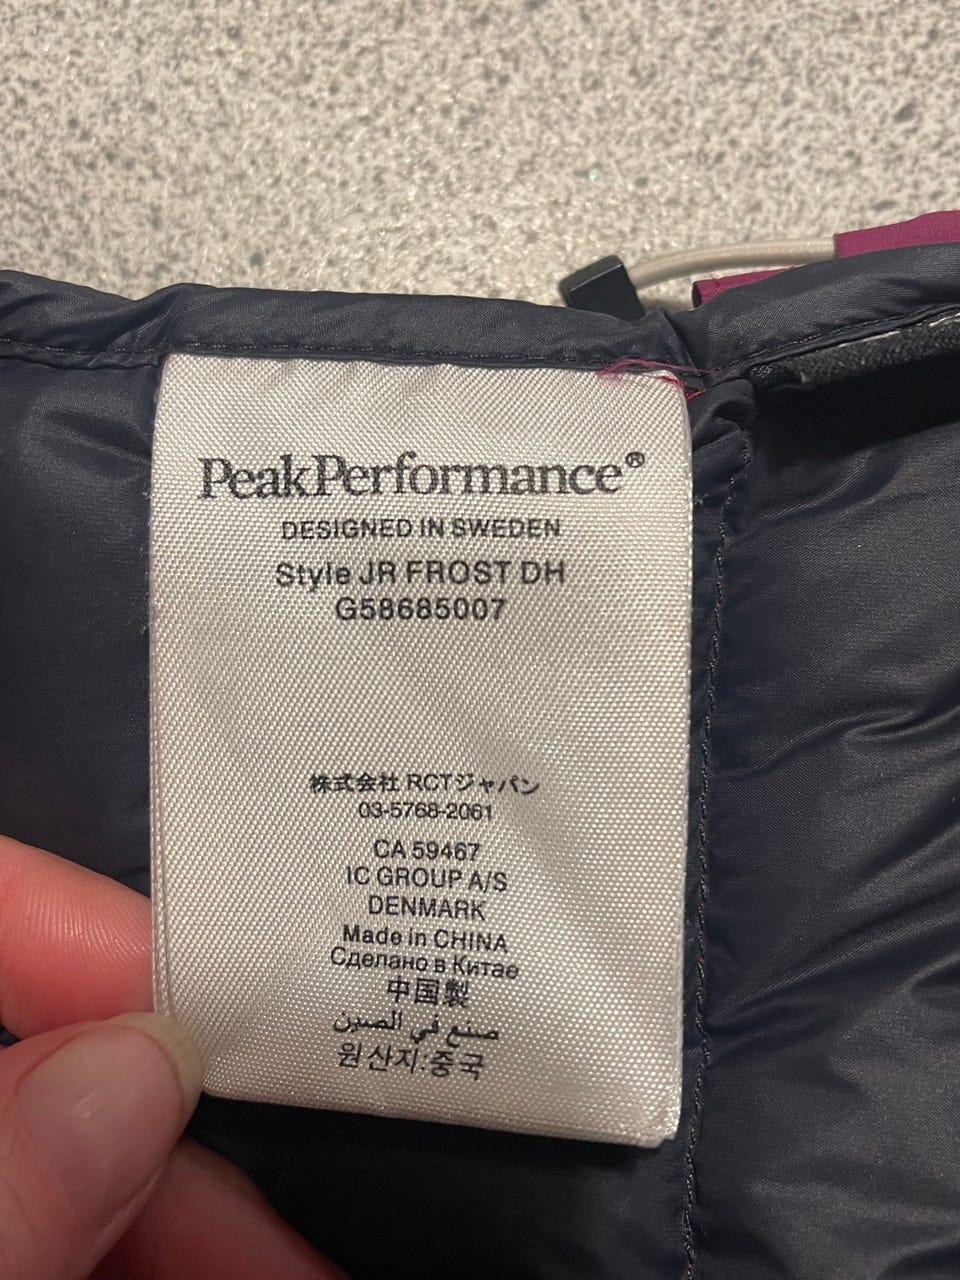 PeakPerformance®
DESIGNED IN SWEDEN
Style JR FROST DH
G58685007
株式会社 RCTジャパン
03-5768-2061
CA 59467
IC GROUP A/S
DENMARK
Made in CHINA
Сделано в Китае
中国製
صنع في الصين
원산지:중국